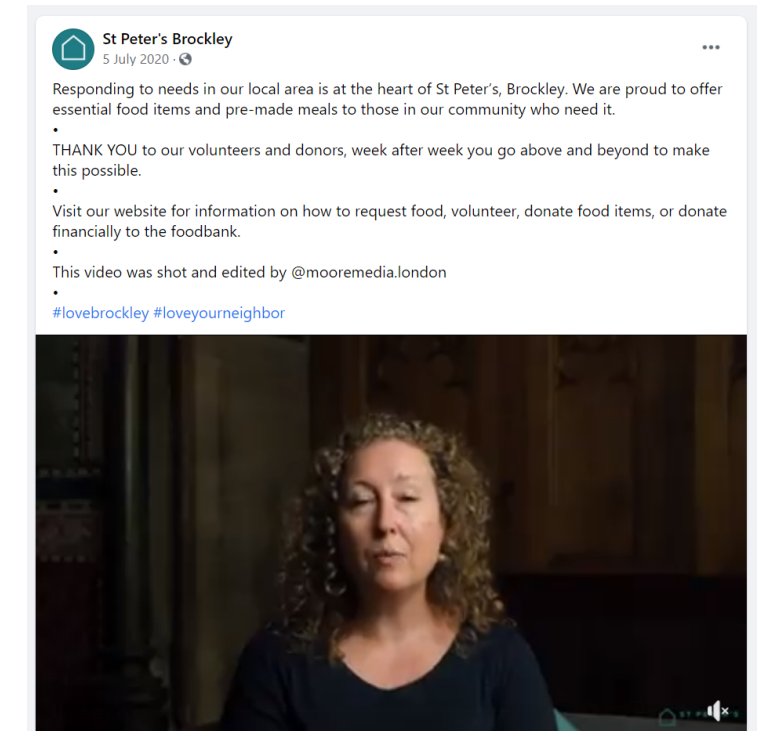 St Peter's Brockley
5 July 2020 ·
Responding to needs in our local area is at the heart of St Peter's, Brockley. We are proud to offer
essential food items and pre-made meals to those in our community who need it.
•
THANK YOU to our volunteers and donors, week after week you go above and beyond to make
this possible.
•
Visit our website for information on how to request food, volunteer, donate food items, or donate
financially to the foodbank.
•
This video was shot and edited by @mooremedia.london
•
#lovebrockley #loveyourneighbor